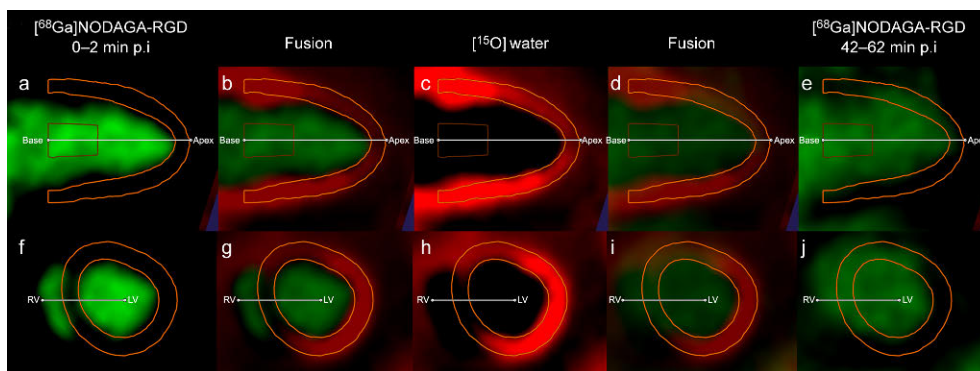 [⁶⁸Ga]NODAGA-RGD
0–2 min p.i
Fusion
[¹⁵O] water
Fusion
[⁶⁸Ga]NODAGA-RGD
42–62 min p.i
a
b
c
d
e
Base
Apex
Base
Apex
Base
Apex
Base
Apex
Base
Apex
f
g
h
i
j
RV
LV
RV
LV
RV
LV
RV
LV
RV
LV